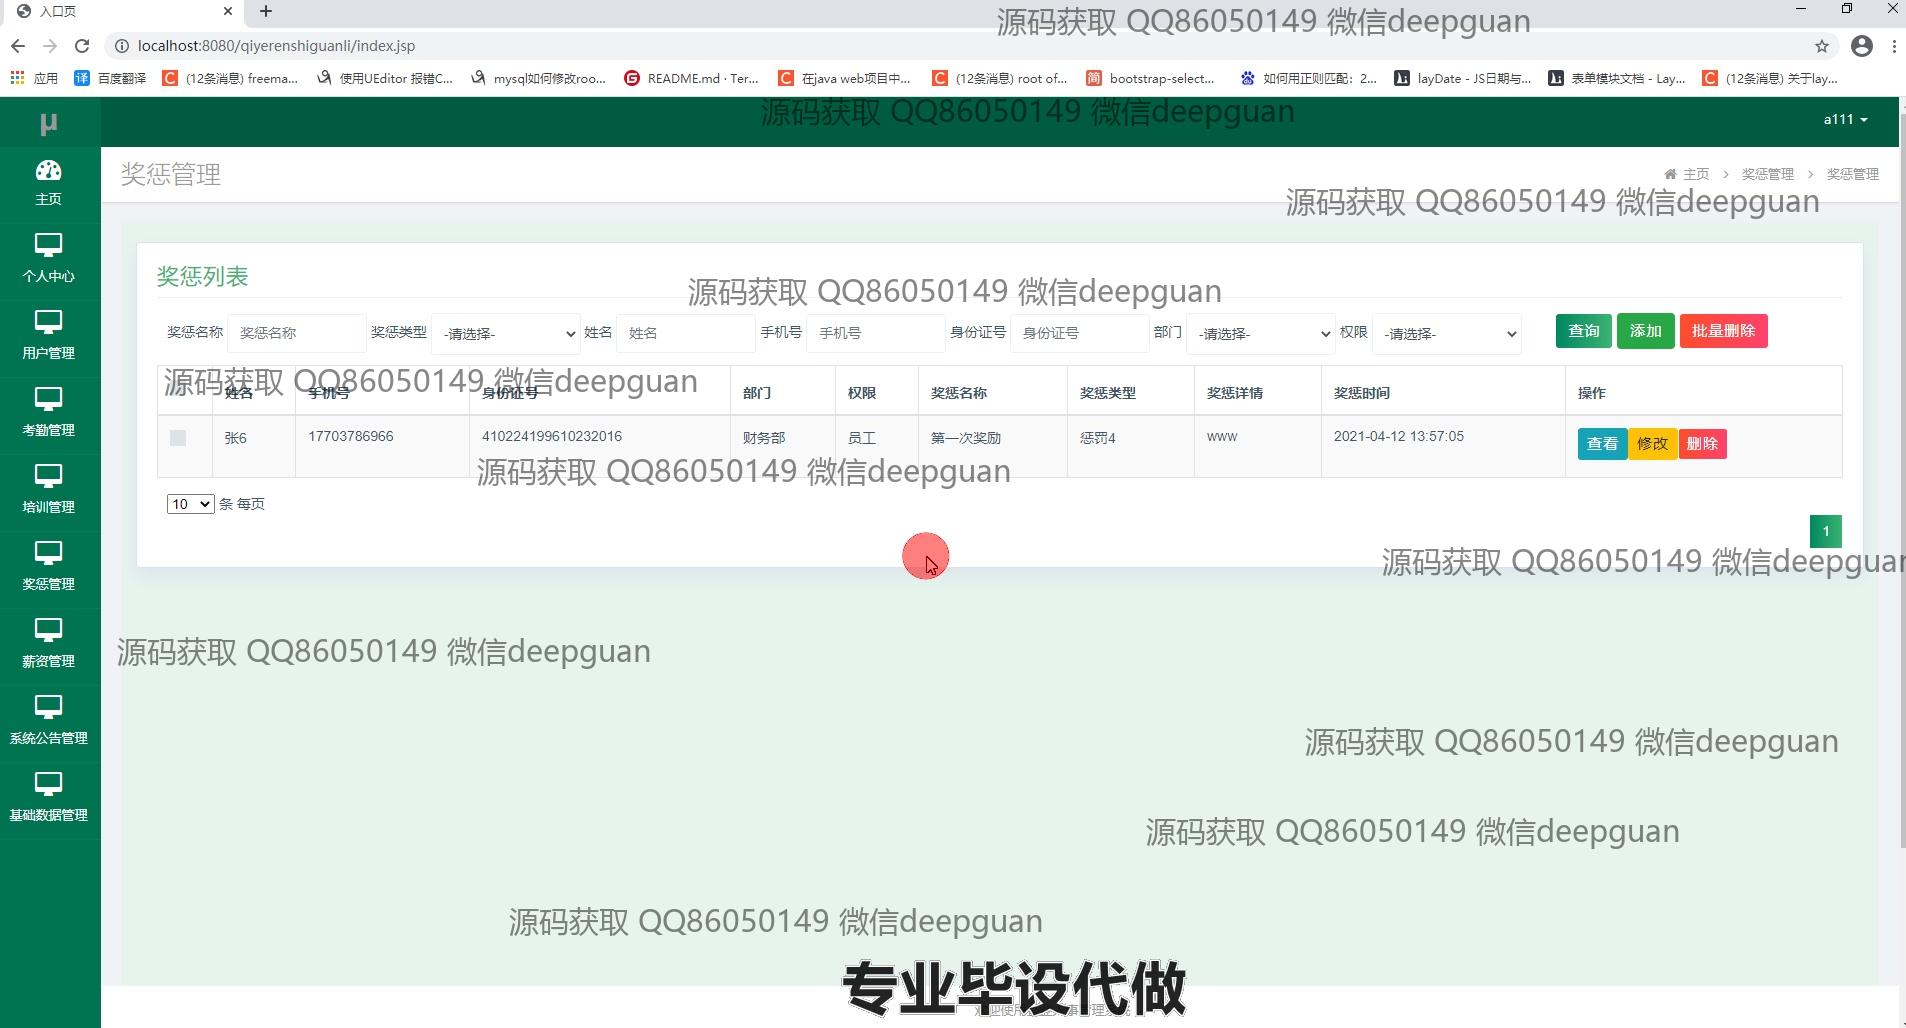 入口页
源码获取 QQ86050149 微信deepguan
localhost:8080/qiyerenshiguanli/index.jsp
应用 百度翻译 (12条消息) freema... 使用UEditor 报错C... mysql如何修改roo... README.md · Ter... 在java web项目中... (12条消息) root of... bootstrap-select... 如何用正则匹配：2... layDate - JS日期与... 表单模块文档 - Lay... (12条消息) 关于lay...
源码获取 QQ86050149 微信deepguan
μ
a111
主页
奖惩管理
主页 > 奖惩管理 > 奖惩管理
源码获取 QQ86050149 微信deepguan
个人中心
奖惩列表
源码获取 QQ86050149 微信deepguan
用户管理
奖惩名称 奖惩名称 奖惩类型 -请选择- 姓名 姓名 手机号 手机号 身份证号 身份证号 部门 -请选择- 权限 -请选择- 查询 添加 批量删除
源码获取 QQ86050149 微信deepguan
姓名 手机号 身份证号 部门 权限 奖惩名称 奖惩类型 奖惩详情 奖惩时间 操作
考勤管理
张6 17703786966 410224199610232016 财务部 员工 第一次奖励 惩罚4 www 2021-04-12 13:57:05 查看 修改 删除
源码获取 QQ86050149 微信deepguan
培训管理
10 条 每页
1
源码获取 QQ86050149 微信deepguan
奖惩管理
薪资管理
源码获取 QQ86050149 微信deepguan
系统公告管理
源码获取 QQ86050149 微信deepguan
基础数据管理
源码获取 QQ86050149 微信deepguan
源码获取 QQ86050149 微信deepguan
专业毕设代做